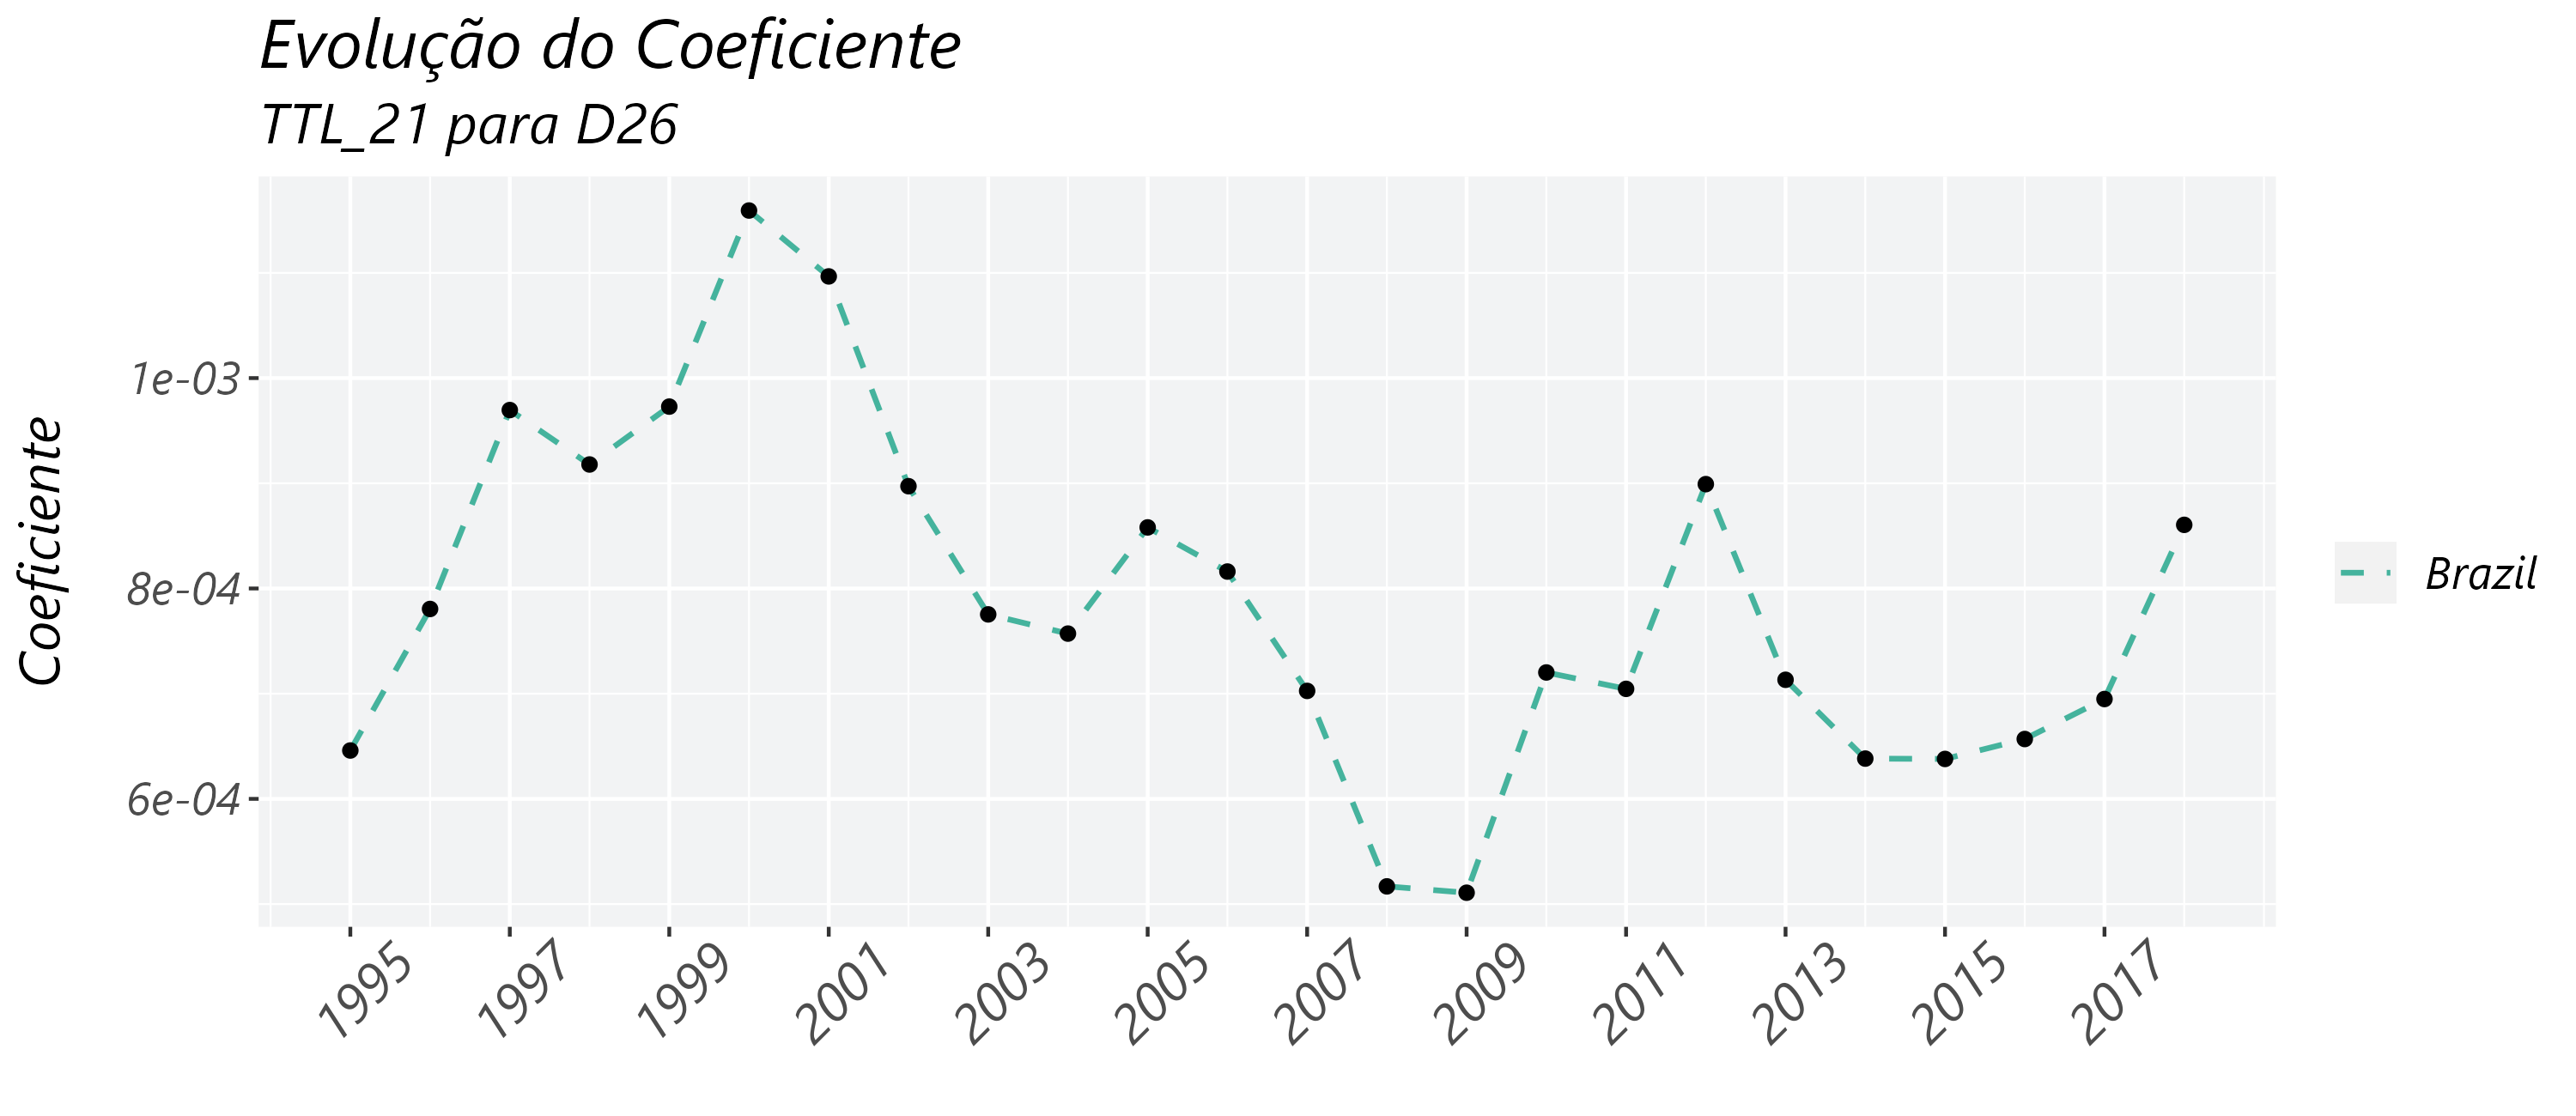 Evolução do Coeficiente
TTL_21 para D26
Coeficiente
1e-03
8e-04
6e-04
1995
1997
1999
2001
2003
2005
2007
2009
2011
2013
2015
2017
Brazil